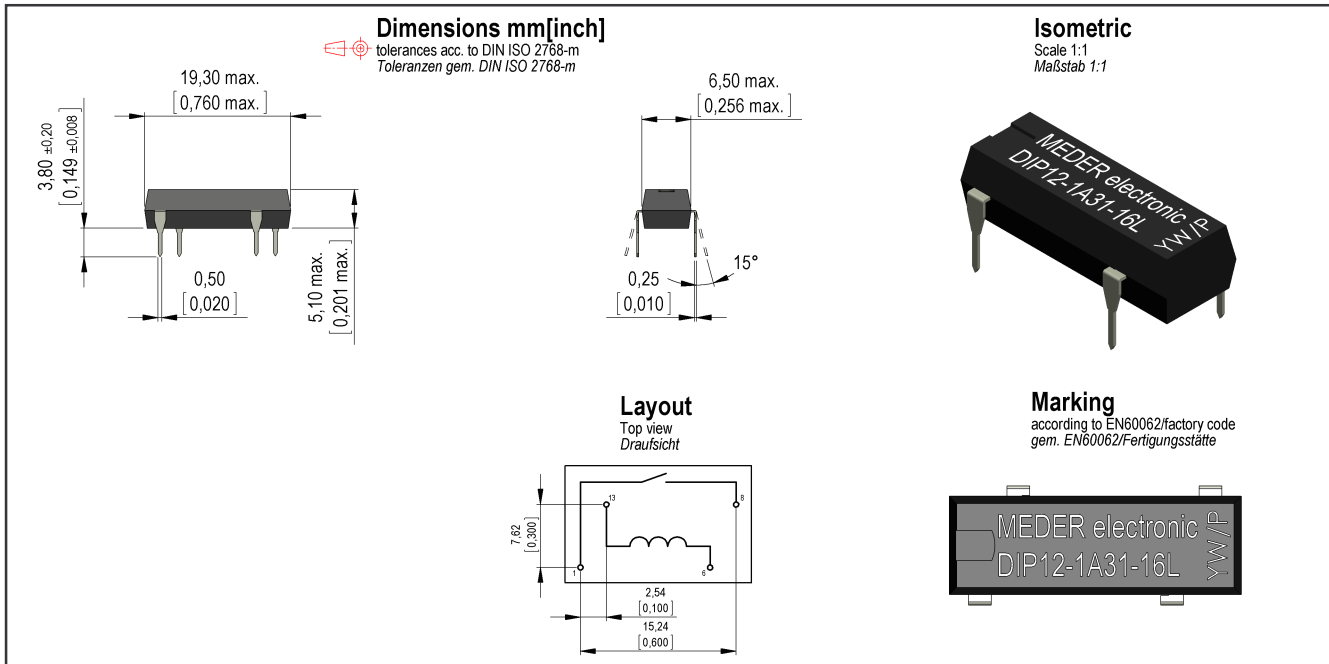 Dimensions mm[inch]
tolerances acc. to DIN ISO 2768-m
Toleranzen gem. DIN ISO 2768-m
19,30 max.
[0,760 max.]
3,80 ±0,20
[0,149 ±0,008]
0,50
[0,020]
5,10 max.
[0,201 max.]
6,50 max.
[0,256 max.]
0,25
[0,010]
15°
Isometric
Scale 1:1
Maßstab 1:1
MEDER electronic
DIP12-1A31-16L
YW/P
Layout
Top view
Draufsicht
13
8
1
6
7,62
[0,300]
2,54
[0,100]
15,24
[0,600]
Marking
according to EN60062/factory code
gem. EN60062/Fertigungsstätte
MEDER electronic
DIP12-1A31-16L
YW/P